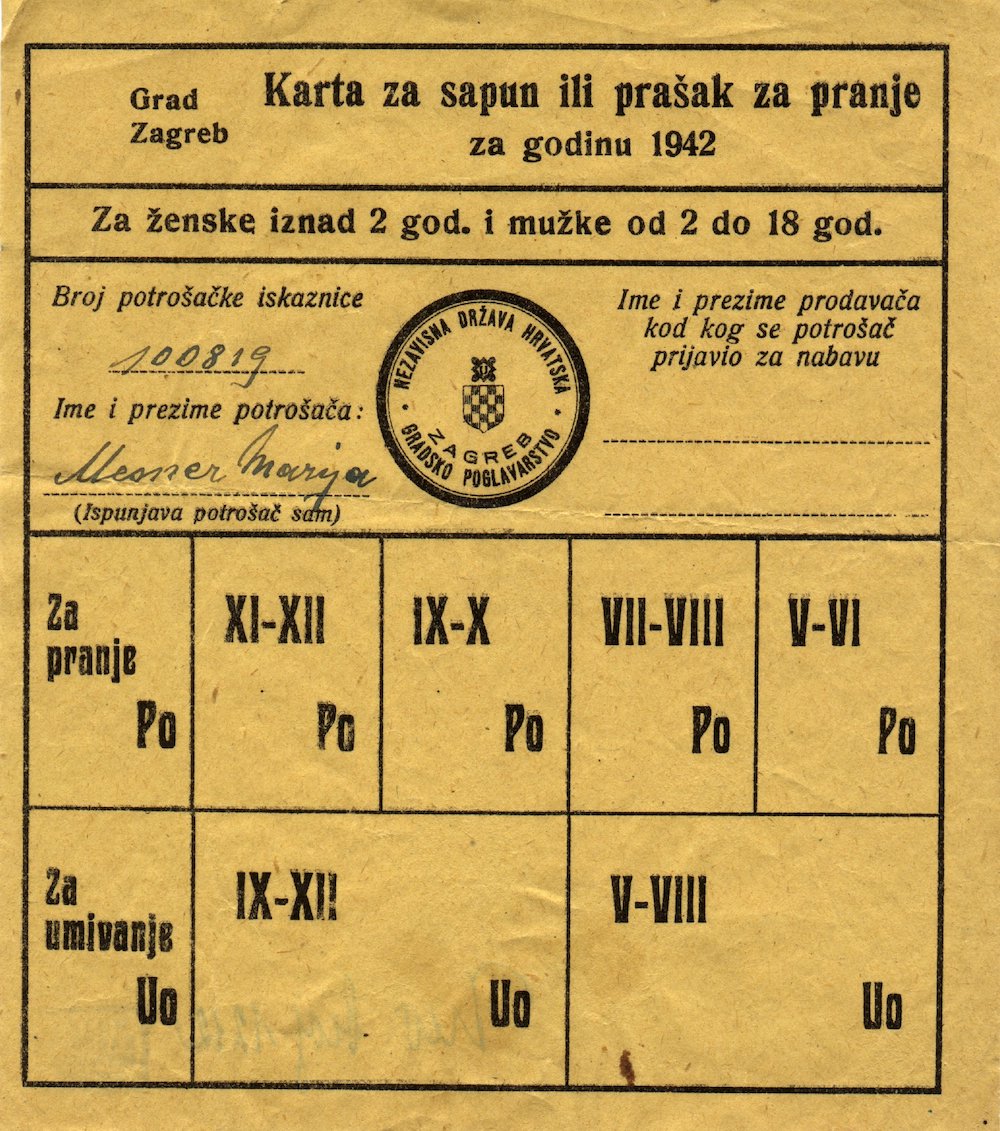 Grad
Zagreb
Karta za sapun ili prašak za pranje
za godinu 1942
Za ženske iznad 2 god. i mužke od 2 do 18 god.
Broj potrošačke iskaznice
100819
Ime i prezime potrošača:
Mesner Marija
(Ispunjava potrošač sam)
NEZAVISNA DRŽAVA HRVATSKA
U
ZAGREB
GRADSKO POGLAVARSTVO
Ime i prezime prodavača
kod kog se potrošač
prijavio za nabavu
Za
pranje
Po
XI-XII
Po
IX-X
Po
VII-VIII
Po
V-VI
Po
Za
umivanje
Uo
IX-XII
Uo
V-VIII
Uo